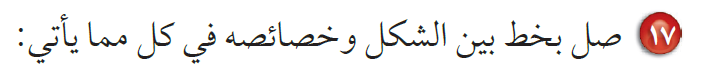 ١٧ صل بخط بين الشكل وخصائصه في كل مما يأتي: